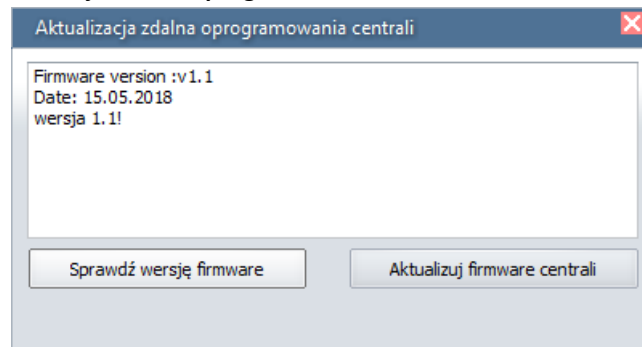 Aktualizacja zdalna oprogramowania centrali
Firmware version :v1.1
Date: 15.05.2018
wersja 1.1!
Sprawdź wersję firmware
Aktualizuj firmware centrali